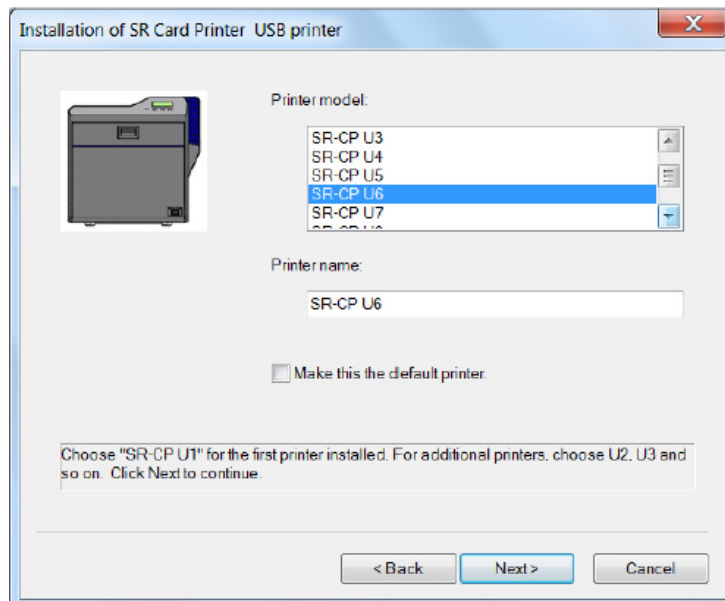 Installation of SR Card Printer USB printer
Printer model:
SR-CP U3
SR-CP U4
SR-CP U5
SR-CP U6
SR-CP U7
Printer name:
SR-CP U6
Make this the default printer.
Choose "SR-CP U1" for the first printer installed. For additional printers, choose U2, U3 and
so on. Click Next to continue.
< Back
Next >
Cancel